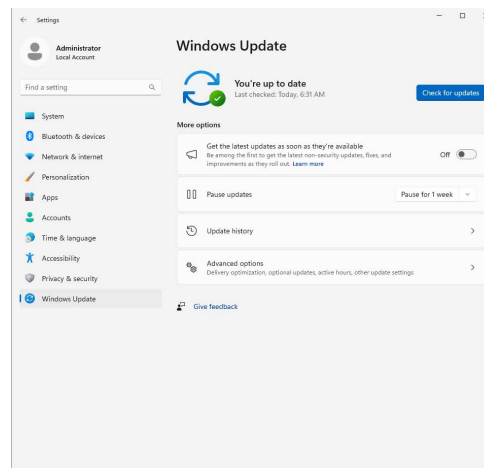 Settings
Administrator
Local Account
Find a setting
System
Bluetooth & devices
Network & internet
Personalization
Apps
Accounts
Time & language
Accessibility
Privacy & security
Windows Update
Windows Update
You're up to date
Last checked: Today, 6:31 AM
Check for updates
More options
Get the latest updates as soon as they're available
Be among the first to get the latest non-security updates, fixes, and
improvements as they roll out. Learn more
Off
Pause updates
Pause for 1 week
Update history
Advanced options
Delivery optimization, optional updates, active hours, other update settings
Give feedback